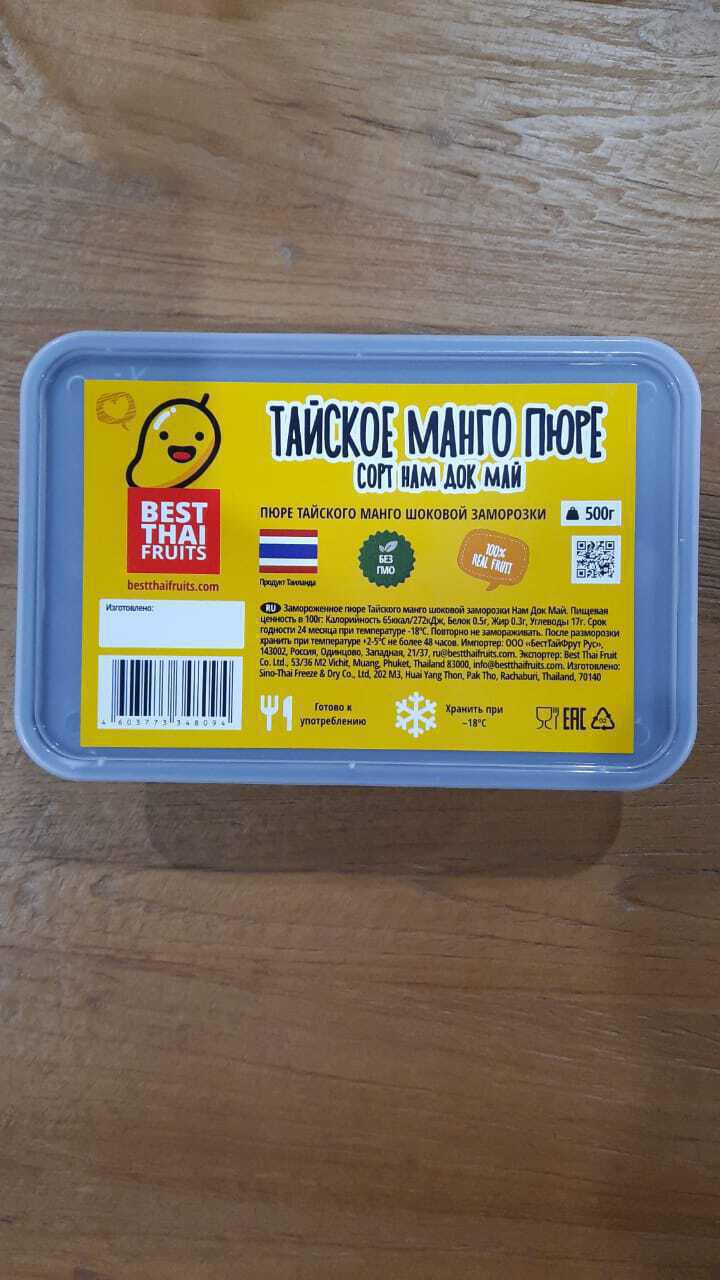 ТАЙСКОЕ МАНГО ПЮРЕ
СОРТ НАМ ДОК МАЙ
ПЮРЕ ТАЙСКОГО МАНГО ШОКОВОЙ ЗАМОРОЗКИ
500г
BEST
THAI
FRUITS
bestthaifruits.com
Продукт Таиланда
БЕЗ
ГМО
100%
REAL FRUIT
Изготовлено:
4 603773 348094
RU Замороженное пюре Тайского манго шоковой заморозки Нам Док Май. Пищевая
ценность в 100г: Калорийность 65ккал/272кДж, Белок 0.5г, Жир 0.3г, Углеводы 17г. Срок
годности 24 месяца при температуре -18°С. Повторно не замораживать. После разморозки
хранить при температуре +2-5°С не более 48 часов. Импортер: ООО «БестТайФрут Рус»,
143002, Россия, Одинцово, Западная, 21/37, ru@bestthaifruits.com. Экспортер: Best Thai Fruit
Co. Ltd., 53/36 M2 Vichit, Muang, Phuket, Thailand 83000, info@bestthaifruits.com. Изготовлено:
Sino-Thai Freeze & Dry Co., Ltd, 202 M3, Huai Yang Thon, Pak Tho, Rachaburi, Thailand, 70140
Готово к
употреблению
Хранить при
−18°С
EAC